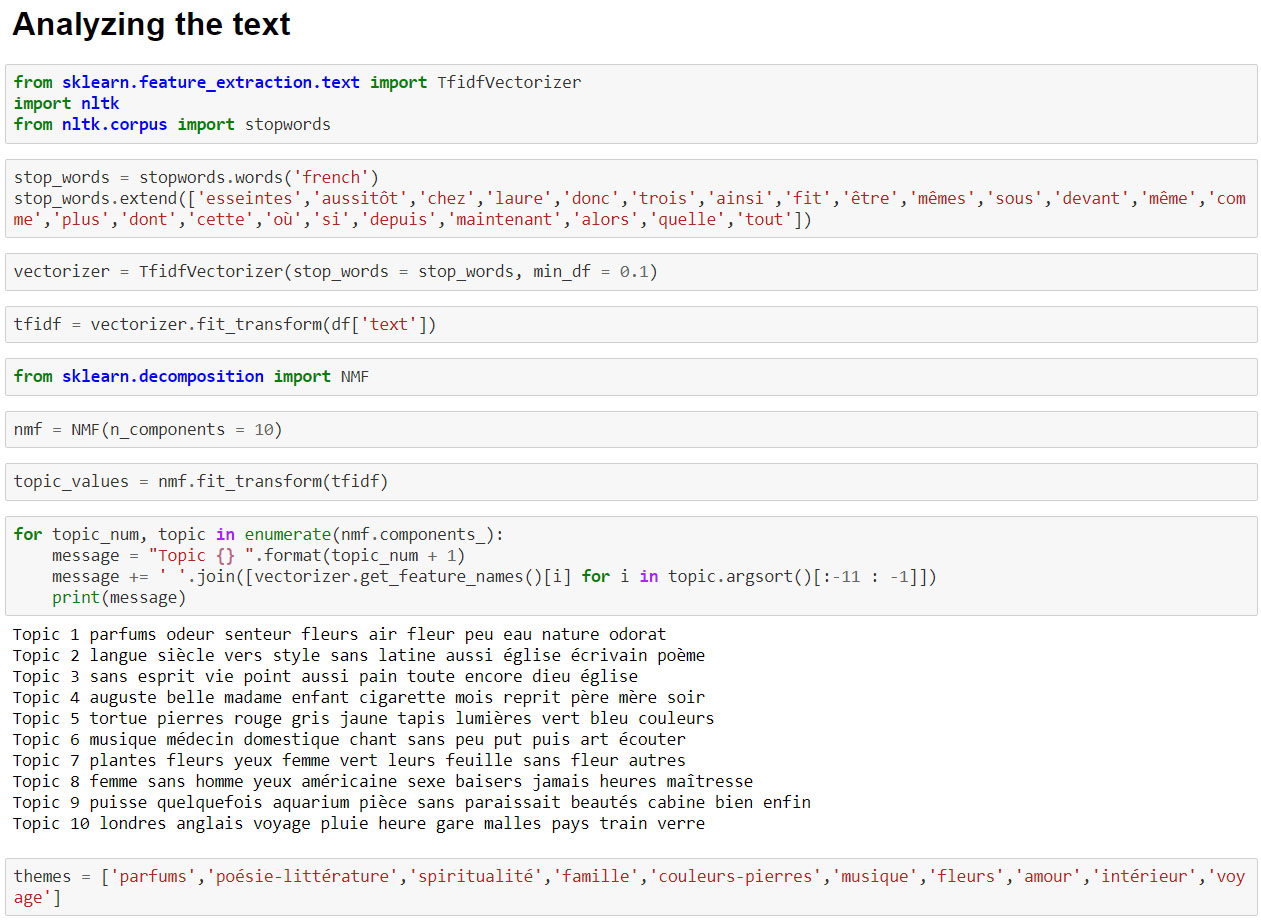 Analyzing the text
from sklearn.feature_extraction.text import TfidfVectorizer
import nltk
from nltk.corpus import stopwords
stop_words = stopwords.words('french')
stop_words.extend(['esseintes','aussitôt','chez','laure','donc','trois','ainsi','fit','être','mêmes','sous','devant','même','com
me','plus','dont','cette','où','si','depuis','maintenant','alors','quelle','tout'])
vectorizer = TfidfVectorizer(stop_words = stop_words, min_df = 0.1)
tfidf = vectorizer.fit_transform(df['text'])
from sklearn.decomposition import NMF
nmf = NMF(n_components = 10)
topic_values = nmf.fit_transform(tfidf)
for topic_num, topic in enumerate(nmf.components_):
    message = "Topic {} ".format(topic_num + 1)
    message += ' '.join([vectorizer.get_feature_names()[i] for i in topic.argsort()[:-11 : -1]])
    print(message)
Topic 1 parfums odeur senteur fleurs air fleur peu eau nature odorat
Topic 2 langue siècle vers style sans latine aussi église écrivain poème
Topic 3 sans esprit vie point aussi pain toute encore dieu église
Topic 4 auguste belle madame enfant cigarette mois reprit père mère soir
Topic 5 tortue pierres rouge gris jaune tapis lumières vert bleu couleurs
Topic 6 musique médecin domestique chant sans peu put puis art écouter
Topic 7 plantes fleurs yeux femme vert leurs feuille sans fleur autres
Topic 8 femme sans homme yeux américaine sexe baisers jamais heures maîtresse
Topic 9 puisse quelquefois aquarium pièce sans paraissait beautés cabine bien enfin
Topic 10 londres anglais voyage pluie heure gare malles pays train verre
themes = ['parfums','poésie-littérature','spiritualité','famille','couleurs-pierres','musique','fleurs','amour','intérieur','voy
age']